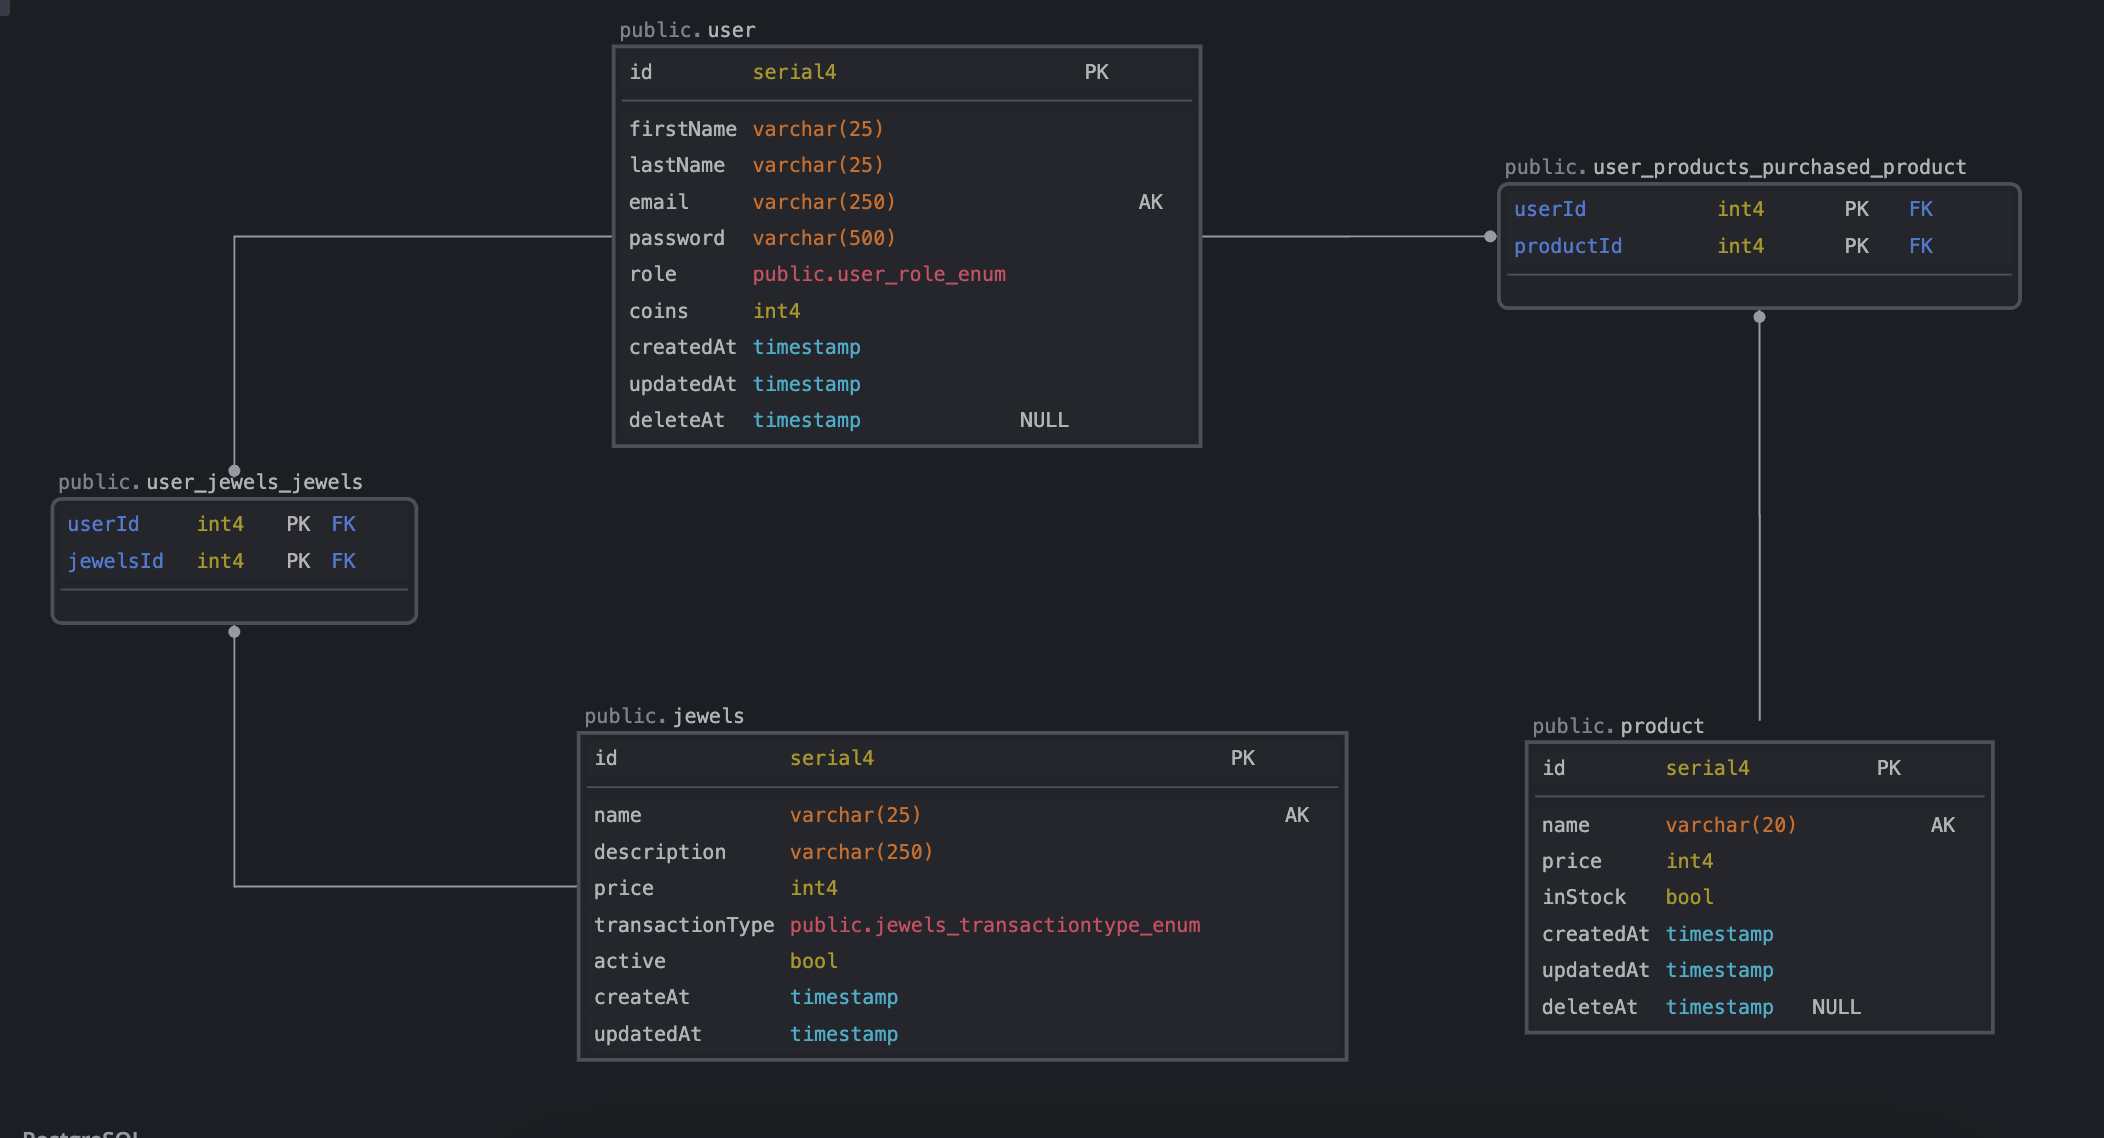 public.user
id serial4 PK
firstName varchar(25)
lastName varchar(25)
email varchar(250) AK
password varchar(500)
role public.user_role_enum
coins int4
createdAt timestamp
updatedAt timestamp
deleteAt timestamp NULL
public.user_products_purchased_product
userId int4 PK FK
productId int4 PK FK
public.user_jewels_jewels
userId int4 PK FK
jewelsId int4 PK FK
public.jewels
id serial4 PK
name varchar(25) AK
description varchar(250)
price int4
transactionType public.jewels_transactiontype_enum
active bool
createAt timestamp
updatedAt timestamp
public.product
id serial4 PK
name varchar(20) AK
price int4
inStock bool
createdAt timestamp
updatedAt timestamp
deleteAt timestamp NULL
PostgreSQL